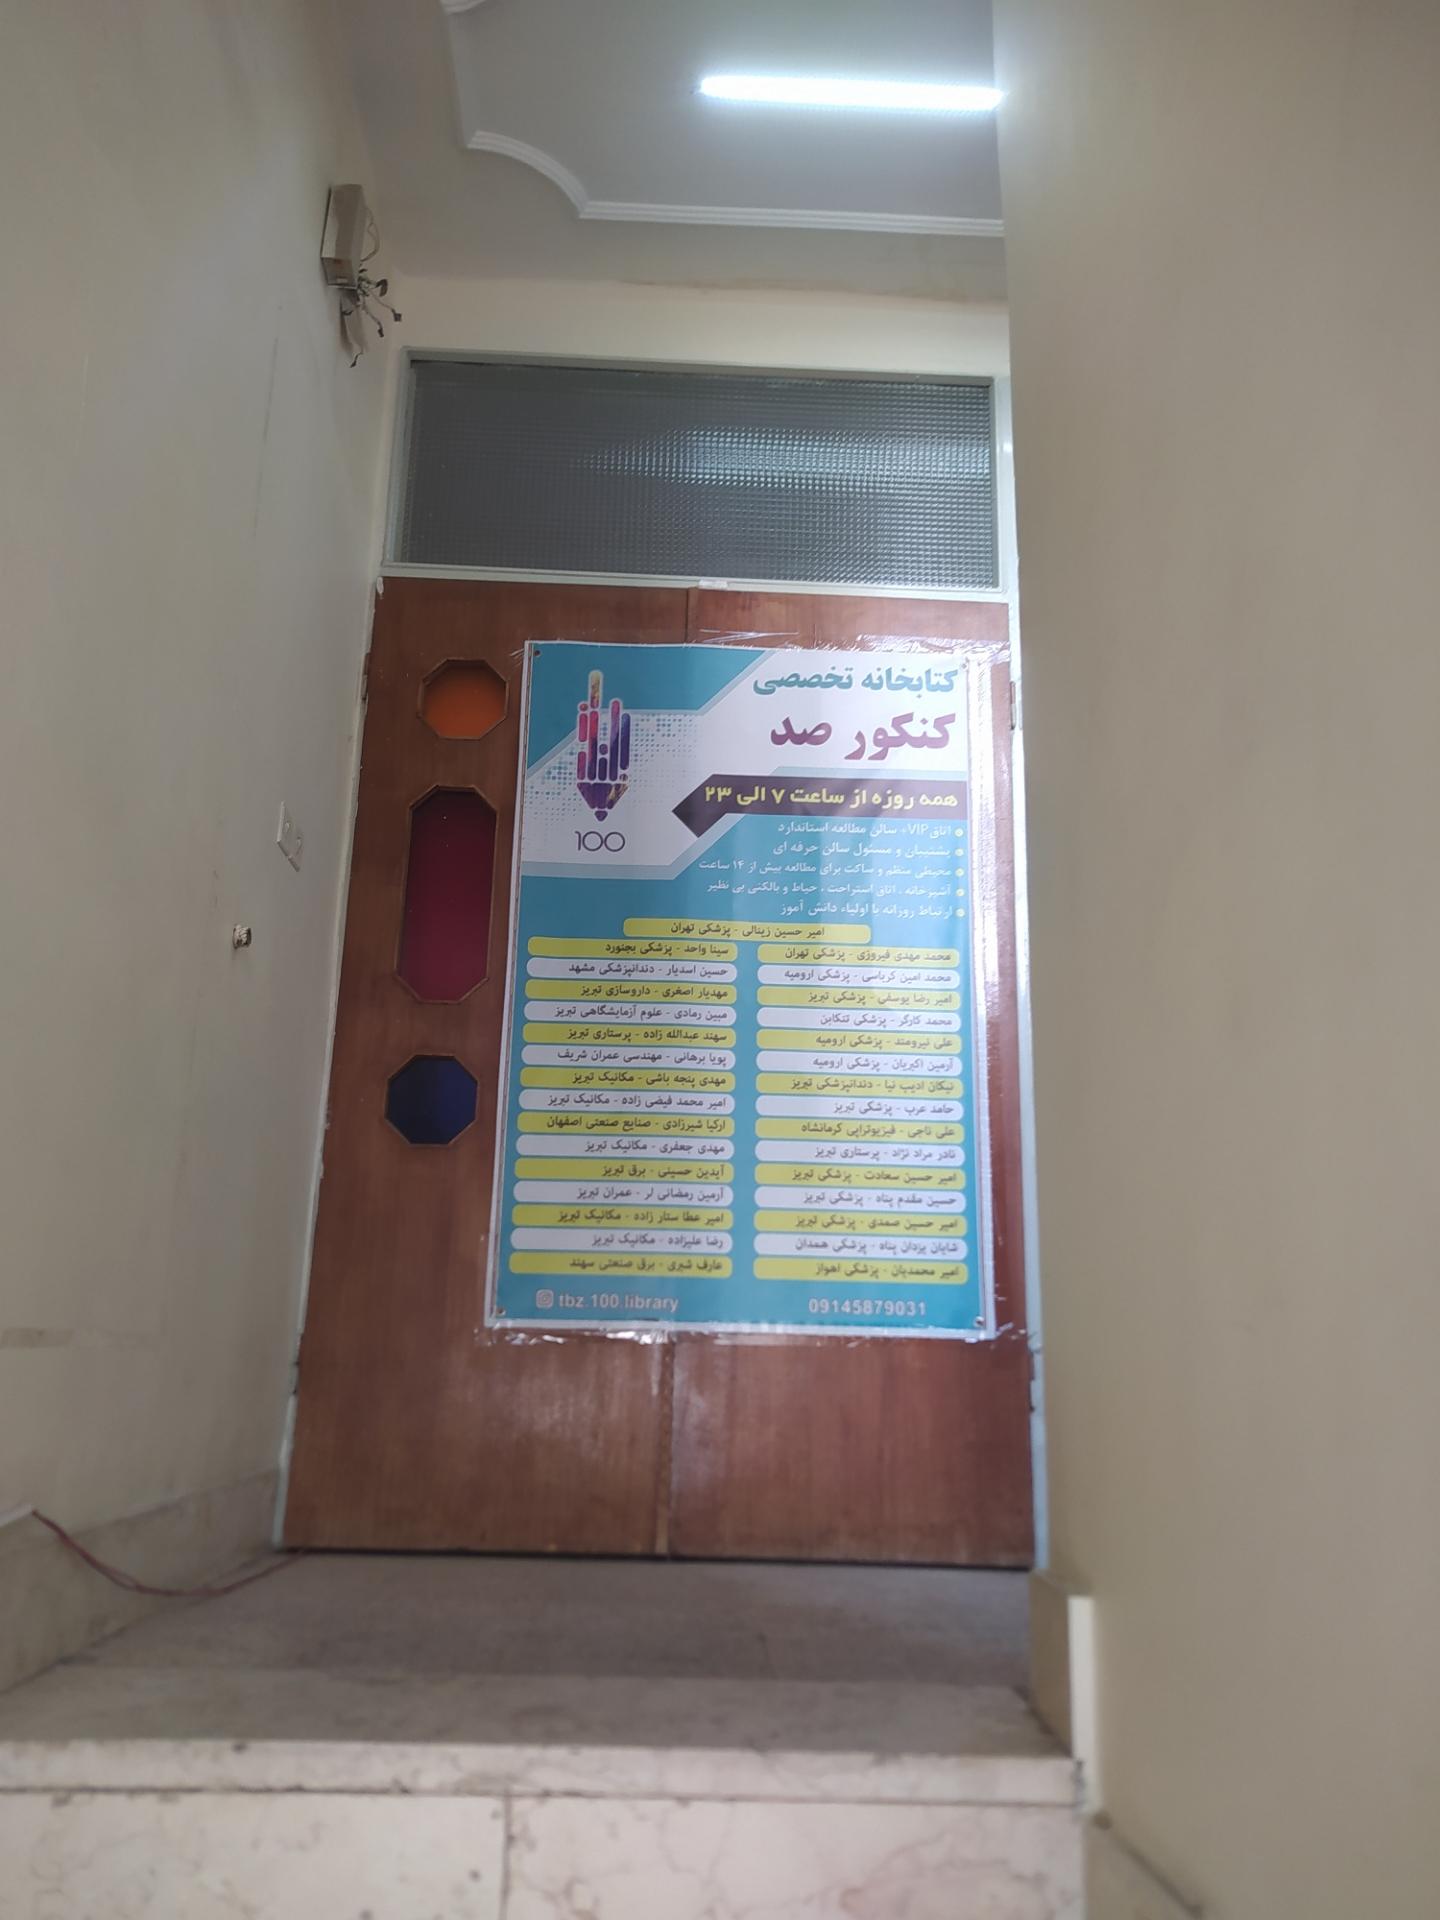 کتابخانه تخصصی
کنکور صد
همه روزه از ساعت ۷ الی ۲۳
100
اتاق VIP + سالن مطالعه استاندارد
پشتیبان و مسئول سالن حرفه ای
محیطی منظم و ساکت برای مطالعه بیش از ۱۴ ساعت
آشپزخانه ، اتاق استراحت ، حیاط و بالکنی بی نظیر
ارتباط روزانه با اولیاء دانش آموز
امیر حسین زینالی - پزشکی تهران
محمد مهدی فیروزی - پزشکی تهران
محمد امین کرباسی - پزشکی ارومیه
امیر رضا یوسفی - پزشکی تبریز
محمد کارگر - پزشکی تنکابن
علی نیرومند - پزشکی ارومیه
آرمین اکبریان - پزشکی ارومیه
نیکان ادیب نیا - دندانپزشکی تبریز
حامد عرب - پزشکی تبریز
علی ناجی - فیزیوتراپی کرمانشاه
نادر مراد نژاد - پرستاری تبریز
امیر حسین سعادت - پزشکی تبریز
حسین مقدم پناه - پزشکی تبریز
امیر حسین صمدی - پزشکی تبریز
شایان یزدان پناه - پزشکی همدان
امیر محمدیان - پزشکی اهواز
سینا واحد - پزشکی بجنورد
حسین اسدیار - دندانپزشکی مشهد
مهدیار اصغری - داروسازی تبریز
مبین رمادی - علوم آزمایشگاهی تبریز
سهند عبدالله زاده - پرستاری تبریز
پویا برهانی - مهندسی عمران شریف
مهدی پنجه باشی - مکانیک تبریز
امیر محمد فیضی زاده - مکانیک تبریز
ارکیا شیرزادی - صنایع صنعتی اصفهان
مهدی جعفری - مکانیک تبریز
آیدین حسینی - برق تبریز
آرمین رمضانی لر - عمران تبریز
امیر عطا ستار زاده - مکانیک تبریز
رضا علیزاده - مکانیک تبریز
عارف شیری - برق صنعتی سهند
tbz.100.library
09145879031